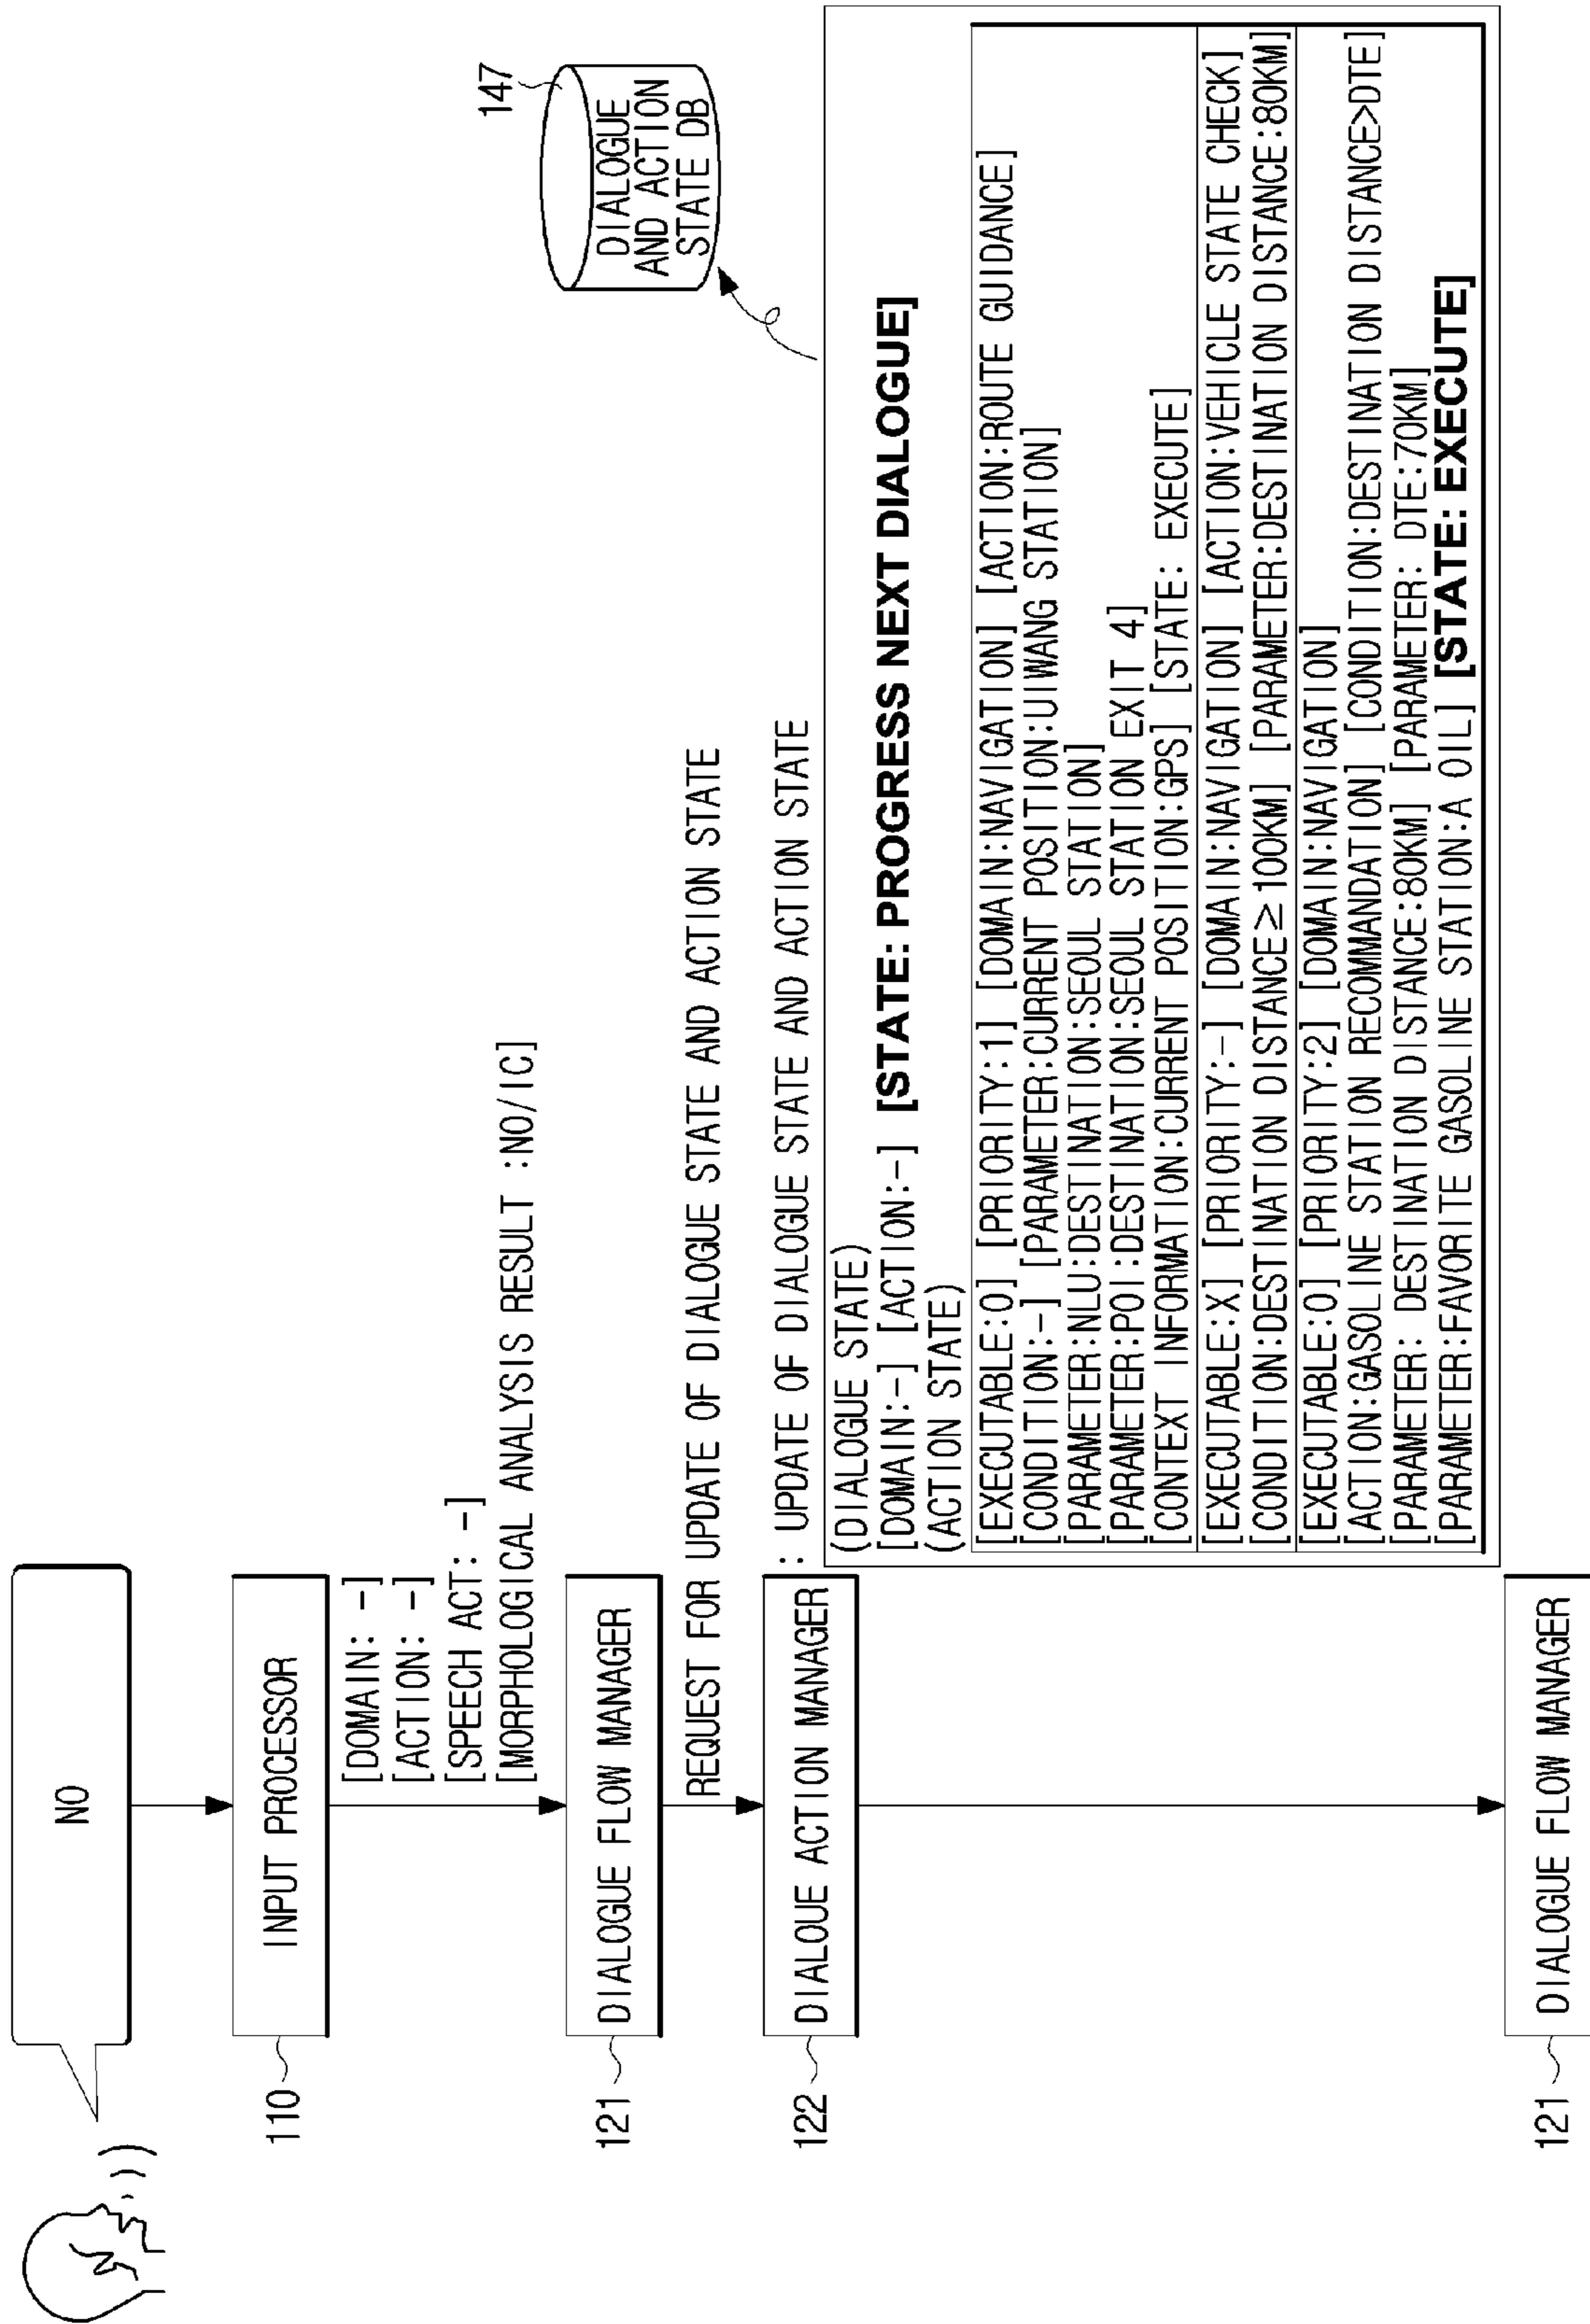 NO
110
INPUT PROCESSOR
[DOMAIN: -]
[ACTION: -]
[SPEECH ACT: -]
[MORPHOLOGICAL ANALYSIS RESULT :NO/IC]
121
DIALOGUE FLOW MANAGER
REQUEST FOR UPDATE OF DIALOGUE STATE AND ACTION STATE
122
DIALOUE ACTION MANAGER
: UPDATE OF DIALOGUE STATE AND ACTION STATE
147
DIALOGUE
AND ACTION
STATE DB
(DIALOGUE STATE)
[DOMAIN:-] [ACTION:-] [STATE: PROGRESS NEXT DIALOGUE]
(ACTION STATE)
[EXECUTABLE:O] [PRIORITY:1] [DOMAIN:NAVIGATION] [ACTION:ROUTE GUIDANCE]
[CONDITION:-] [PARAMETER:CURRENT POSITION:UIWANG STATION]
[PARAMETER:NLU:DESTINATION:SEOUL STATION]
[PARAMETER:POI:DESTINATION:SEOUL STATION EXIT 4]
[CONTEXT INFORMATION:CURRENT POSITION:GPS] [STATE: EXECUTE]
[EXECUTABLE:X] [PRIORITY:-] [DOMAIN:NAVIGATION] [ACTION:VEHICLE STATE CHECK]
[CONDITION:DESTINATION DISTANCE≥100KM] [PARAMETER:DESTINATION DISTANCE:80KM]
[EXECUTABLE:O] [PRIORITY:2] [DOMAIN:NAVIGATION]
[ACTION:GASOLINE STATION RECOMMANDATION] [CONDITION:DESTINATION DISTANCE>DTE]
[PARAMETER: DESTINATION DISTANCE:80KM] [PARAMETER: DTE:70KM]
[PARAMETER:FAVORITE GASOLINE STATION:A OIL] [STATE: EXECUTE]
121
DIALOGUE FLOW MANAGER